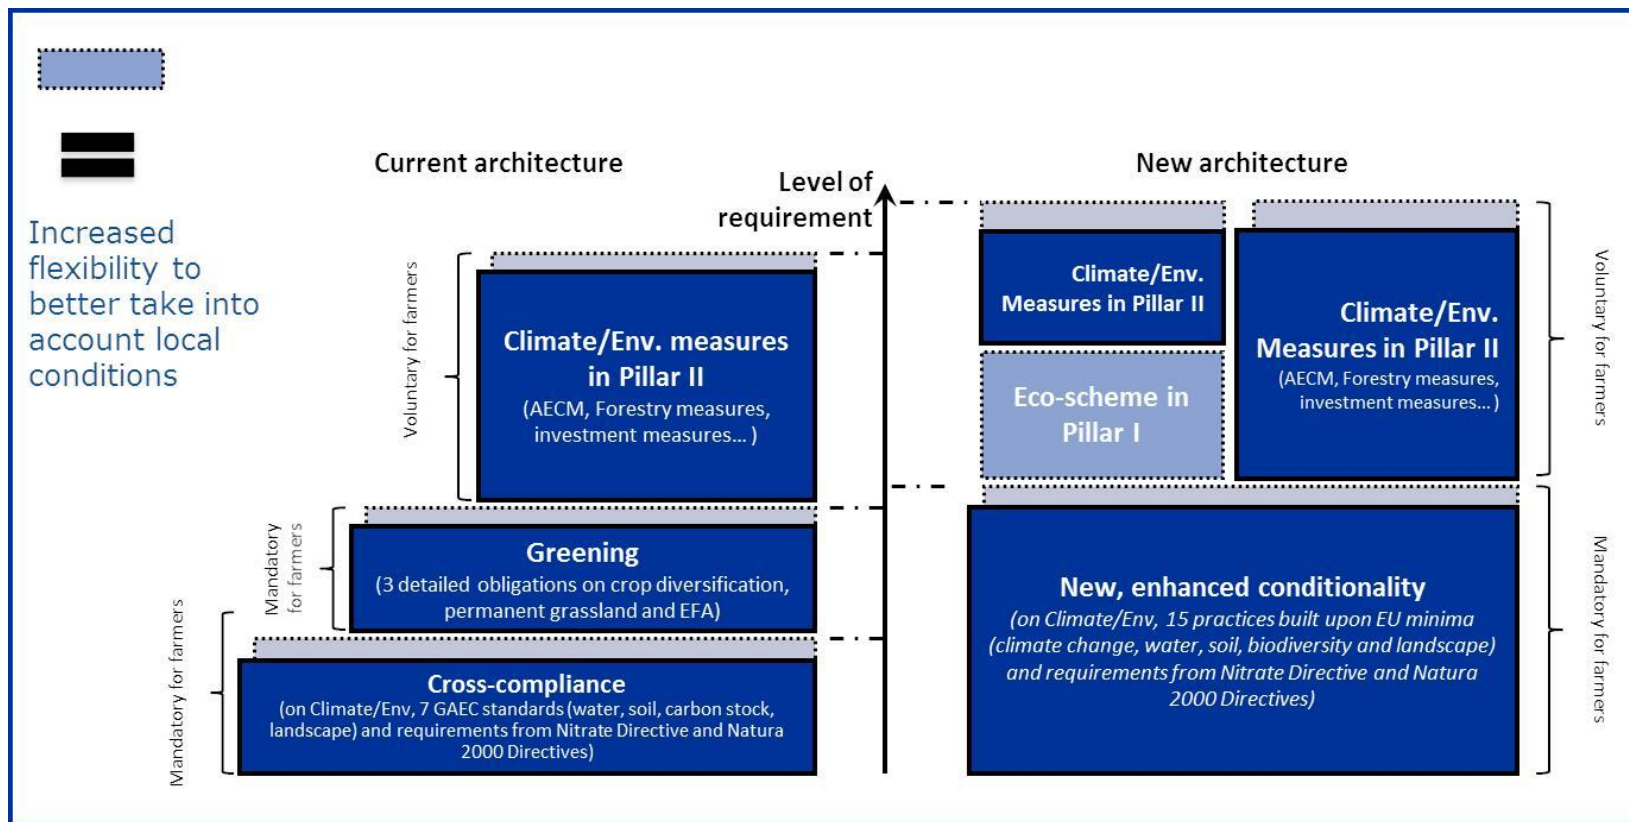 Increased
flexibility to
better take into
account local
conditions
Current architecture
Level of
requirement
New architecture
Voluntary for farmers
Climate/Env. measures
in Pillar II
(AECM, Forestry measures,
investment measures… )
Mandatory
for farmers
Greening
(3 detailed obligations on crop diversification,
permanent grassland and EFA)
Mandatory for farmers
Cross-compliance
(on Climate/Env, 7 GAEC standards (water, soil, carbon stock,
landscape) and requirements from Nitrate Directive and Natura
2000 Directives)
Climate/Env.
Measures in Pillar II
Eco-scheme in
Pillar I
Climate/Env.
Measures in Pillar II
(AECM, Forestry measures,
investment measures… )
Voluntary for farmers
New, enhanced conditionality
(on Climate/Env, 15 practices built upon EU minima
(climate change, water, soil, biodiversity and landscape)
and requirements from Nitrate Directive and Natura
2000 Directives)
Mandatory for farmers